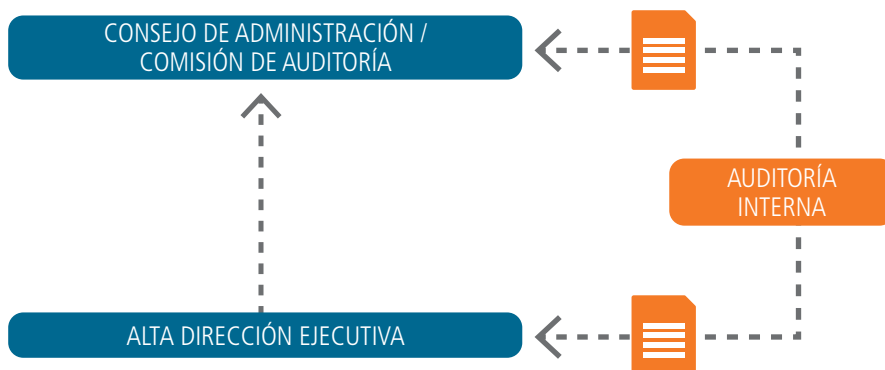 CONSEJO DE ADMINISTRACIÓN /
COMISIÓN DE AUDITORÍA
AUDITORÍA
INTERNA
ALTA DIRECCIÓN EJECUTIVA